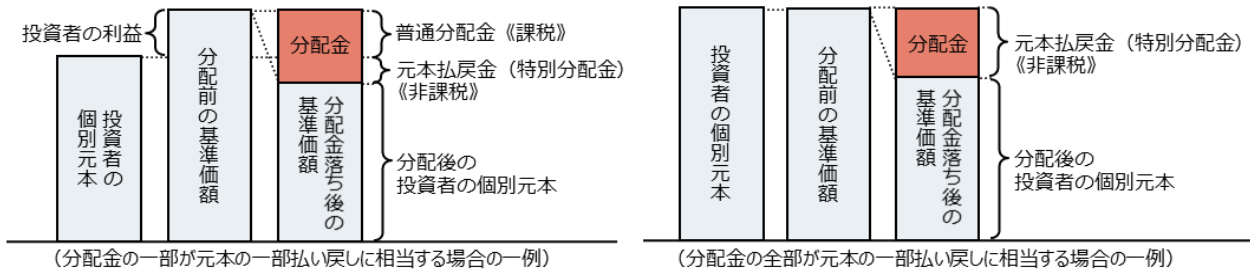 投資者の利益
投資者の
個別元本
分配前の基準価額
分配金
分配金落ち後の
基準価額
普通分配金《課税》
元本払戻金（特別分配金）
《非課税》
分配後の
投資者の個別元本
（分配金の一部が元本の一部払い戻しに相当する場合の一例）
投資者の個別元本
分配前の基準価額
分配金
分配金落ち後の
基準価額
元本払戻金（特別分配金）
《非課税》
分配後の
投資者の個別元本
（分配金の全部が元本の一部払い戻しに相当する場合の一例）